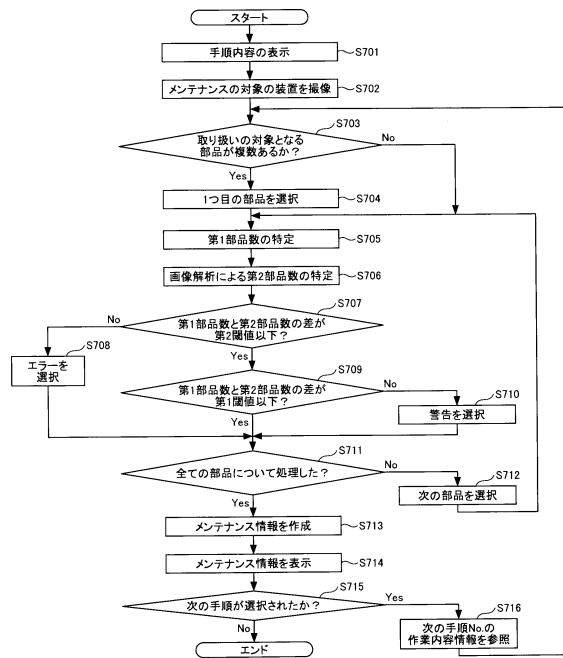 スタート
手順内容の表示
S701
メンテナンスの対象の装置を撮像
S702
S703
取り扱いの対象となる
部品が複数あるか?
No
Yes
1つ目の部品を選択
S704
第1部品数の特定
S705
画像解析による第2部品数の特定
S706
S707
第1部品数と第2部品数の差が
第2閾値以下?
No
Yes
S708
エラーを
選択
S709
第1部品数と第2部品数の差が
第1閾値以下?
No
Yes
S710
警告を選択
S711
全ての部品について処理した?
No
Yes
S712
次の部品を選択
メンテナンス情報を作成
S713
メンテナンス情報を表示
S714
S715
次の手順が選択されたか?
Yes
No
S716
次の手順No.の
作業内容情報を参照
エンド